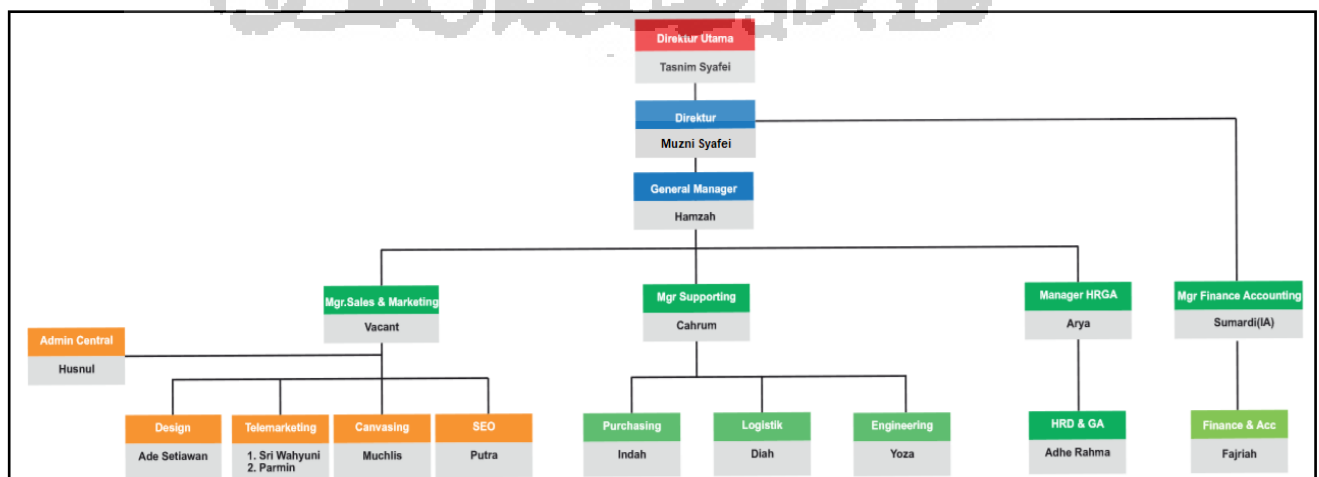 Direktur Utama
Tasnim Syafei
Direktur
Muzni Syafei
General Manager
Hamzah
Mgr.Sales & Marketing
Vacant
Mgr Supporting
Cahrum
Manager HRGA
Arya
Mgr Finance Accounting
Sumardi(IA)
Admin Central
Husnul
Design
Ade Setiawan
Telemarketing
1. Sri Wahyuni
2. Parmin
Canvasing
Muchlis
SEO
Putra
Purchasing
Indah
Logistik
Diah
Engineering
Yoza
HRD & GA
Adhe Rahma
Finance & Acc
Fajriah